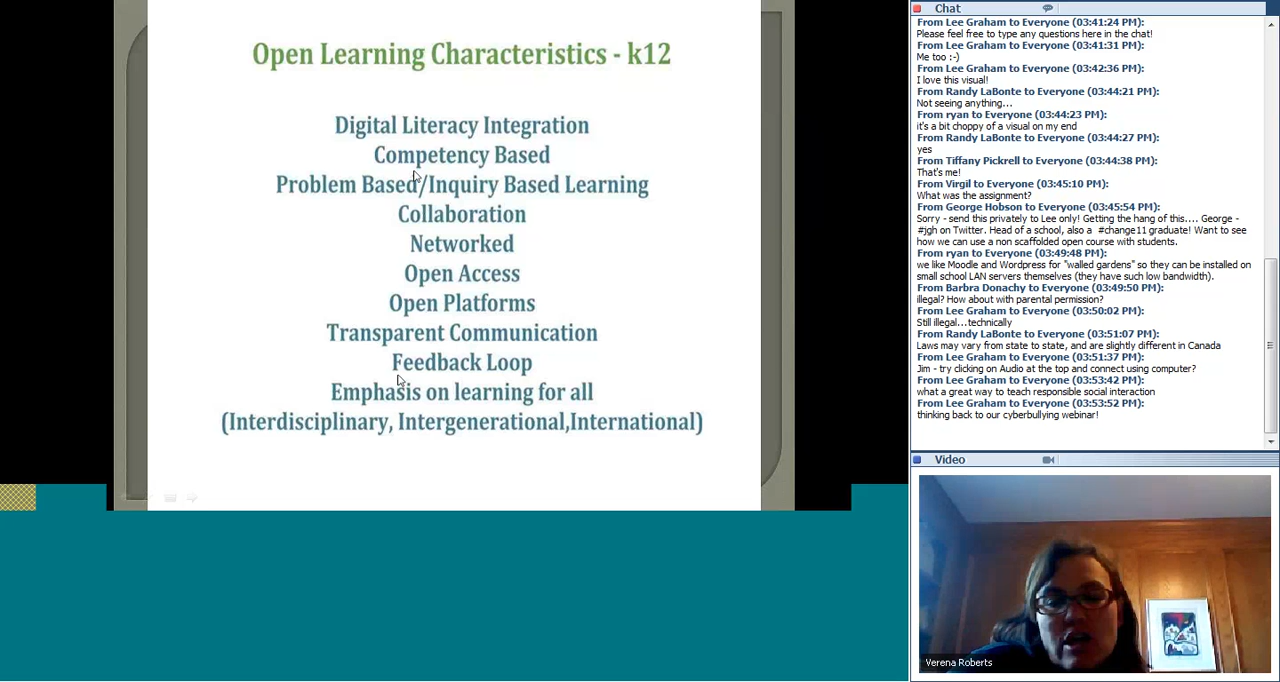 Open Learning Characteristics - k12
Digital Literacy Integration
Competency Based
Problem Based/Inquiry Based Learning
Collaboration
Networked
Open Access
Open Platforms
Transparent Communication
Feedback Loop
Emphasis on learning for all
(Interdisciplinary, Intergenerational,International)
Chat
From Lee Graham to Everyone (03:41:24 PM):
Please feel free to type any questions here in the chat!
From Lee Graham to Everyone (03:41:31 PM):
Me too :-)
From Lee Graham to Everyone (03:42:36 PM):
I love this visual!
From Randy LaBonte to Everyone (03:44:21 PM):
Not seeing anything...
From ryan to Everyone (03:44:23 PM):
it's a bit choppy of a visual on my end
From Randy LaBonte to Everyone (03:44:27 PM):
yes
From Tiffany Pickrell to Everyone (03:44:38 PM):
That's me!
From Virgil to Everyone (03:45:10 PM):
What was the assignment?
From George Hobson to Everyone (03:45:54 PM):
Sorry - send this privately to Lee only! Getting the hang of this.... George -
#jgh on Twitter. Head of a school, also a #change11 graduate! Want to see
how we can use a non scaffolded open course with students.
From ryan to Everyone (03:49:48 PM):
we like Moodle and Wordpress for "walled gardens" so they can be installed on
small school LAN servers themselves (they have such low bandwidth).
From Barbra Donachy to Everyone (03:49:50 PM):
illegal? How about with parental permission?
From Lee Graham to Everyone (03:50:02 PM):
Still illegal...technically
From Randy LaBonte to Everyone (03:51:07 PM):
Laws may vary from state to state, and are slightly different in Canada
From Lee Graham to Everyone (03:51:37 PM):
Jim - try clicking on Audio at the top and connect using computer?
From Lee Graham to Everyone (03:53:42 PM):
what a great way to teach responsible social interaction
From Lee Graham to Everyone (03:53:52 PM):
thinking back to our cyberbullying webinar!
Video
Verena Roberts